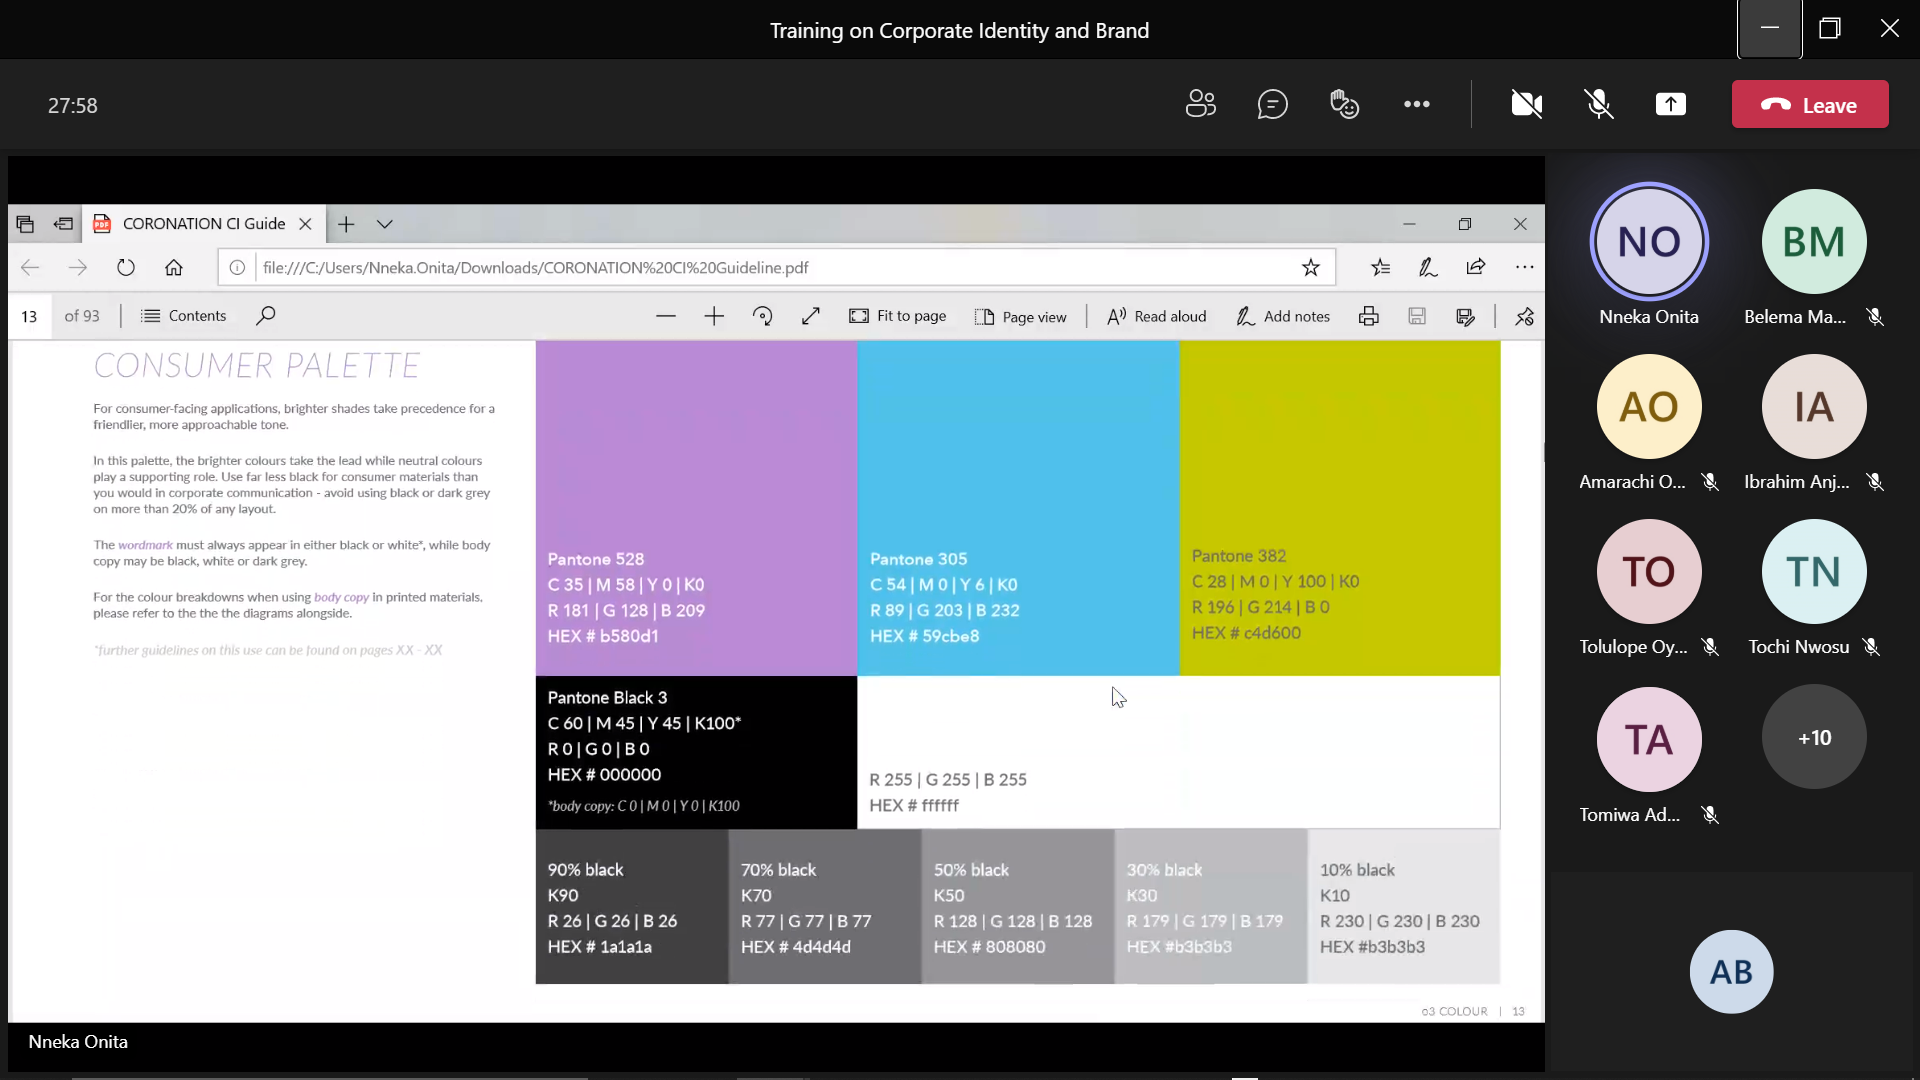 Training on Corporate Identity and Brand
27:58
Leave
CORONATION CI Guide
file:///C:/Users/Nneka.Onita/Downloads/CORONATION%20CI%20Guideline.pdf
13 of 93
Contents
Fit to page
Page view
Read aloud
Add notes
CONSUMER PALETTE
For consumer-facing applications, brighter shades take precedence for a
friendlier, more approachable tone.
In this palette, the brighter colours take the lead while neutral colours
play a supporting role. Use far less black for consumer materials than
you would in corporate communication - avoid using black or dark grey
on more than 20% of any layout.
The wordmark must always appear in either black or white*, while body
copy may be black, white or dark grey.
For the colour breakdowns when using body copy in printed materials,
please refer to the the the diagrams alongside.
*further guidelines on this use can be found on pages XX - XX
Pantone 528
C 35 | M 58 | Y 0 | K0
R 181 | G 128 | B 209
HEX # b580d1
Pantone 305
C 54 | M 0 | Y 6 | K0
R 89 | G 203 | B 232
HEX # 59cbe8
Pantone 382
C 28 | M 0 | Y 100 | K0
R 196 | G 214 | B 0
HEX # c4d600
Pantone Black 3
C 60 | M 45 | Y 45 | K100*
R 0 | G 0 | B 0
HEX # 000000
*body copy: C 0 | M 0 | Y 0 | K100
R 255 | G 255 | B 255
HEX # ffffff
90% black
K90
R 26 | G 26 | B 26
HEX # 1a1a1a
70% black
K70
R 77 | G 77 | B 77
HEX # 4d4d4d
50% black
K50
R 128 | G 128 | B 128
HEX # 808080
30% black
K30
R 179 | G 179 | B 179
HEX #b3b3b3
10% black
K10
R 230 | G 230 | B 230
HEX #b3b3b3
03 COLOUR | 13
Nneka Onita
NO
Nneka Onita
BM
Belema Ma...
AO
Amarachi O...
IA
Ibrahim Anj...
TO
Tolulope Oy...
TN
Tochi Nwosu
TA
Tomiwa Ad...
+10
AB